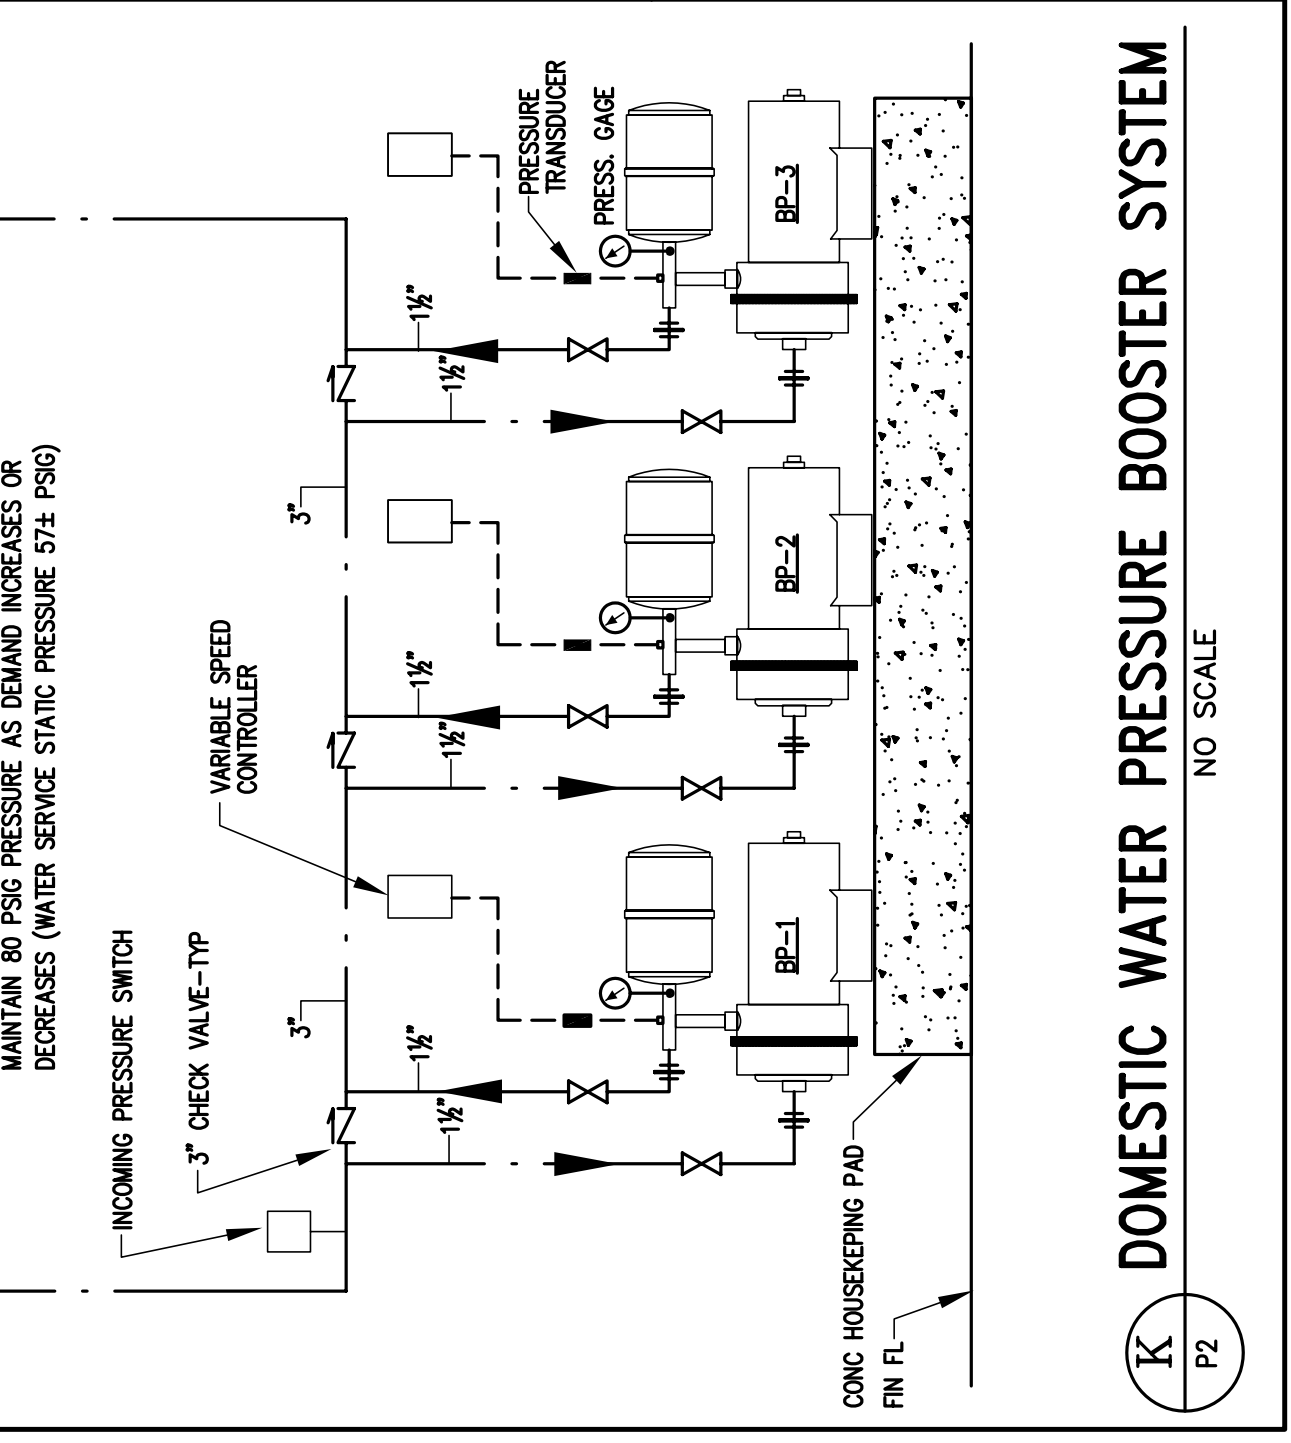 MAINTAIN 80 PSIG PRESSURE AS DEMAND INCREASES OR
DECREASES (WATER SERVICE STATIC PRESSURE 57± PSIG)
INCOMING PRESSURE SWITCH
3" CHECK VALVE-TYP
VARIABLE SPEED
CONTROLLER
3"
3"
1½"
1½"
1½"
1½"
1½"
1½"
PRESSURE
TRANSDUCER
PRESS. GAGE
BP-1
BP-2
BP-3
CONC HOUSEKEPING PAD
FIN FL
K
P2
DOMESTIC WATER PRESSURE BOOSTER SYSTEM
NO SCALE